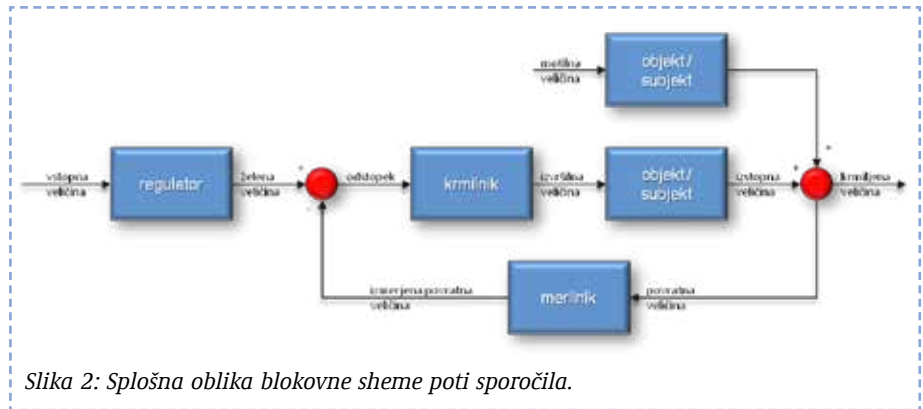 motilna
veličina
objekt/
subjekt
vstopna
veličina
regulator
želena
veličina
+
odstopek
krmilnik
izvršilna
veličina
objekt/
subjekt
izstopna
veličina
+
+
krmiljena
veličina
-
izmerjena povratna
veličina
merilnik
povratna
veličina
Slika 2: Splošna oblika blokovne sheme poti sporočila.